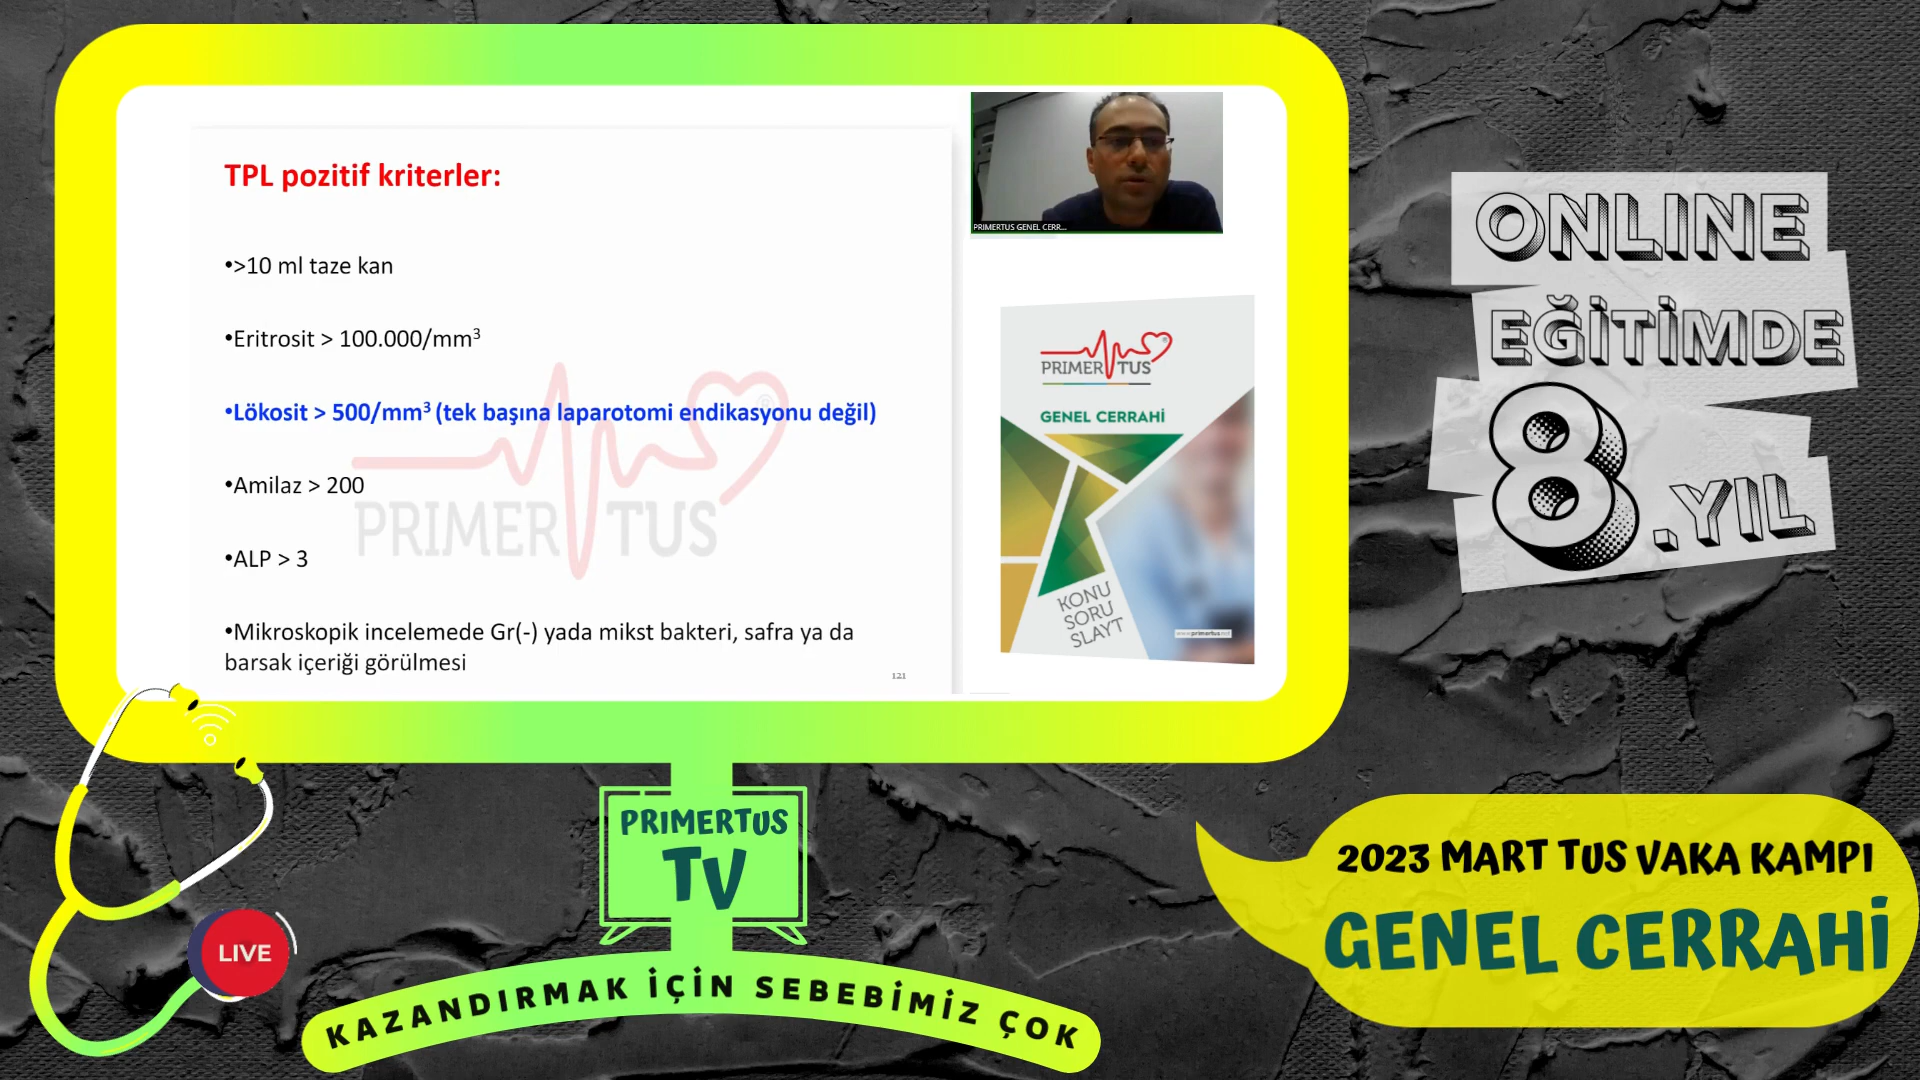 TPL pozitif kriterler:
•>10 ml taze kan
•Eritrosit > 100.000/mm³
•Lökosit > 500/mm³ (tek başına laparotomi endikasyonu değil)
•Amilaz > 200
•ALP > 3
•Mikroskopik incelemede Gr(-) yada mikst bakteri, safra ya da
barsak içeriği görülmesi
121
PRIMER TUS
®
PRIMERTUS GENEL CERR...
PRIMER TUS
®
GENEL CERRAHİ
KONU
SORU
SLAYT
www.primertus.net
ONLINE
EĞİTİMDE
8.YIL
PRIMERTUS
TV
LIVE
KAZANDIRMAK İÇİN SEBEBİMİZ ÇOK
2023 MART TUS VAKA KAMPI
GENEL CERRAHİ